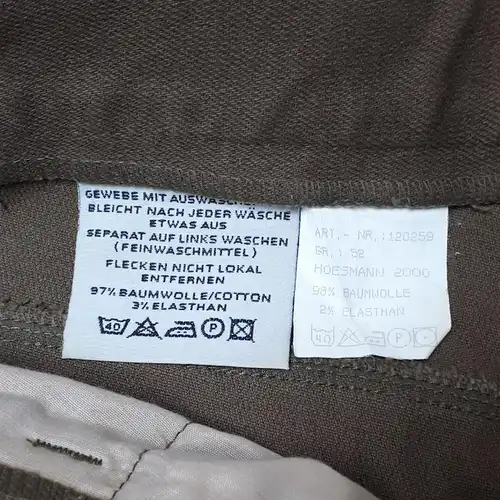 GEWEBE MIT AUSWASCH
BLEICHT NACH JEDER WÄSCHE
ETWAS AUS
SEPARAT AUF LINKS WASCHEN
(FEINWASCHMITTEL)
FLECKEN NICHT LOKAL
ENTFERNEN
97% BAUMWOLLE/COTTON
3% ELASTHAN
40 P
ART.- NR.:120259
GR.: 52
HOESMANN 2000
98% BAUMWOLLE
2% ELASTHAN
40 P